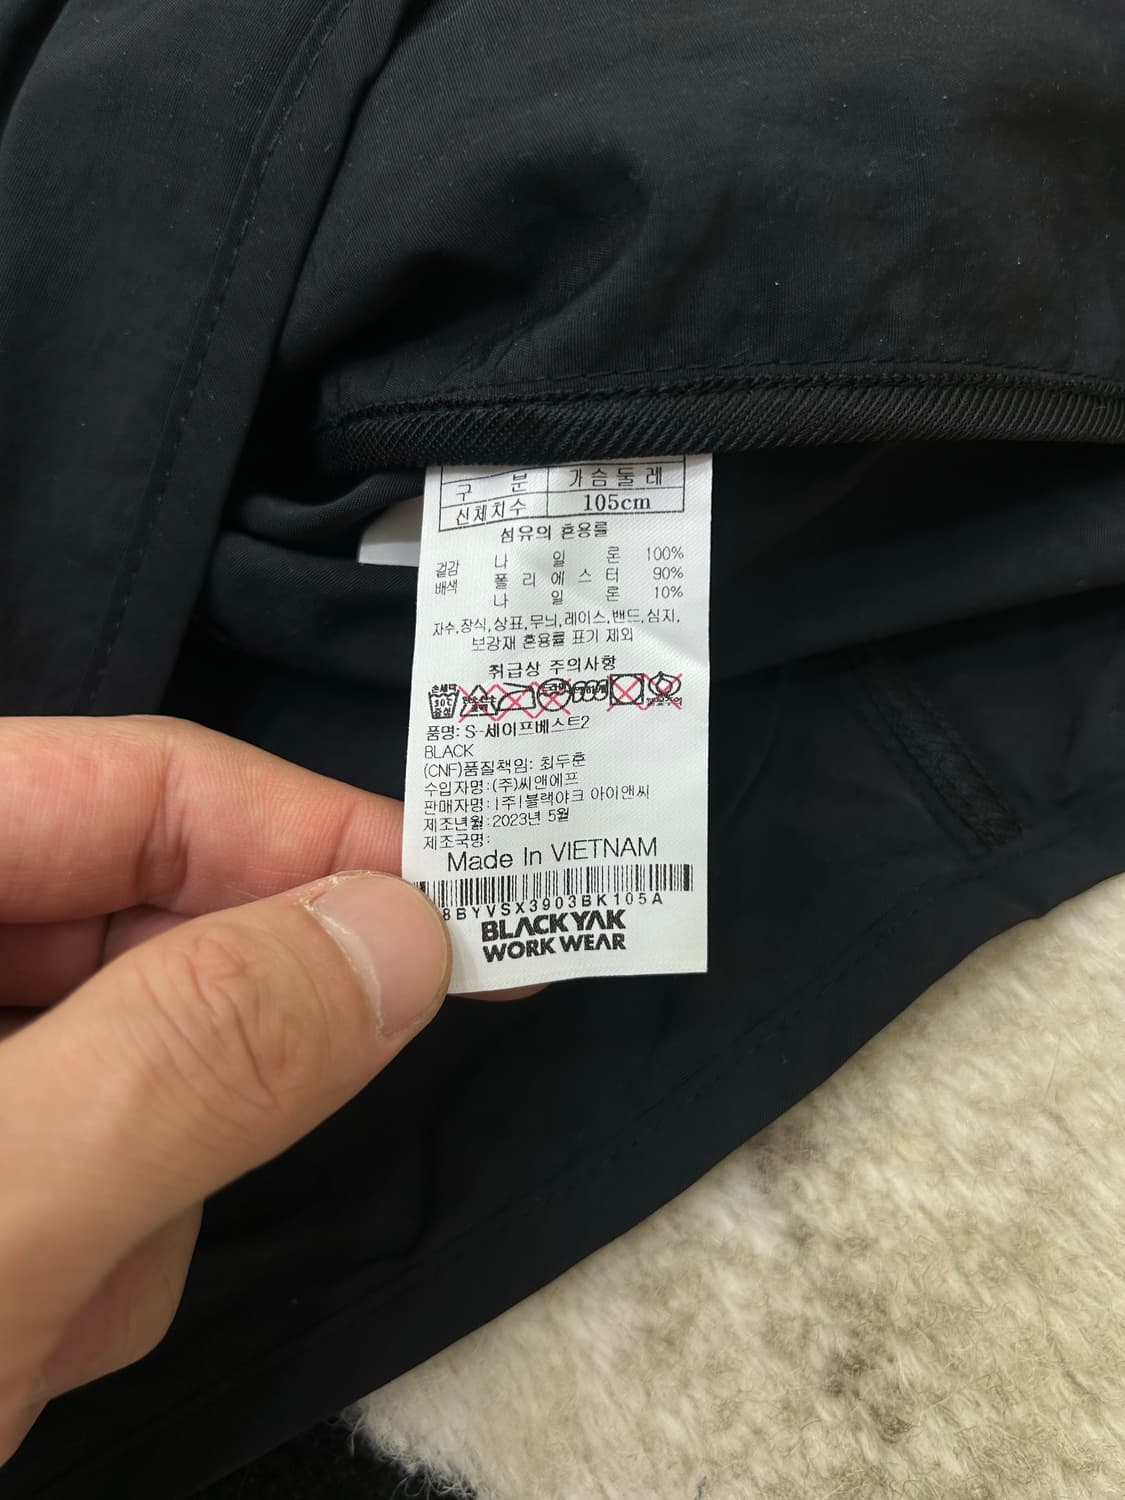 구 분 가슴둘레
신체치수 105cm
섬유의 혼용률
겉감 나 일 론 100%
배색 폴 리 에 스 터 90%
나 일 론 10%
자수,장식,상표,무늬,레이스,밴드,심지,
보강재 혼용률 표기 제외
취급상 주의사항
손세탁
30℃
중성
품명: S-세이프베스트2
BLACK
(CNF)품질책임: 최두훈
수입자명:(주)씨앤에프
판매자명:(주)블랙야크 아이앤씨
제조년월:2023년 5월
제조국명:
Made In VIETNAM
8BYVSX3903BK105A
BLACKYAK
WORK WEAR